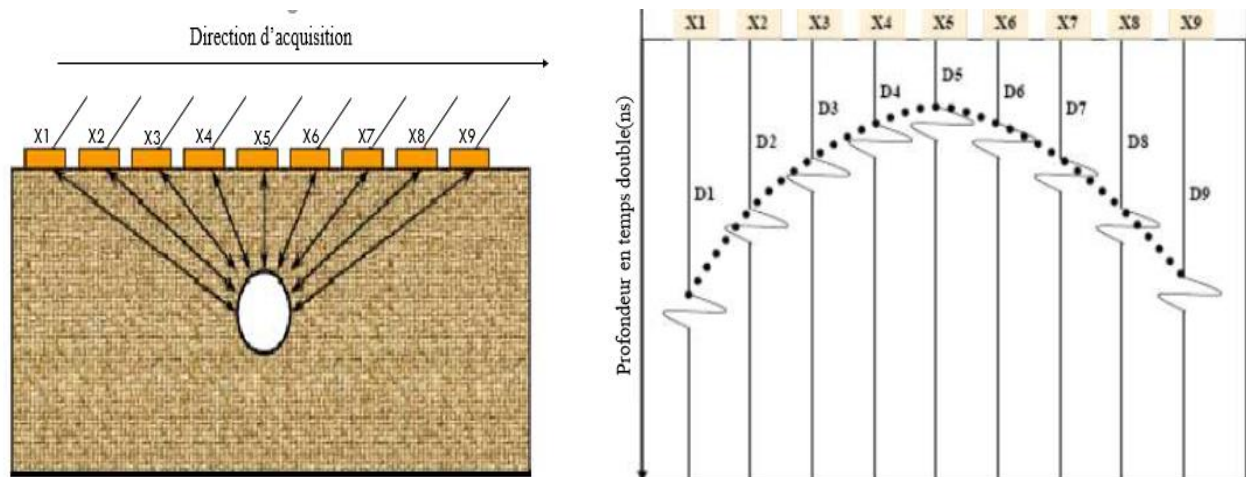 Direction d'acquisition
X1 X2 X3 X4 X5 X6 X7 X8 X9
X1 X2 X3 X4 X5 X6 X7 X8 X9
Profondeur en temps double(ns)
D1
D2
D3
D4
D5
D6
D7
D8
D9